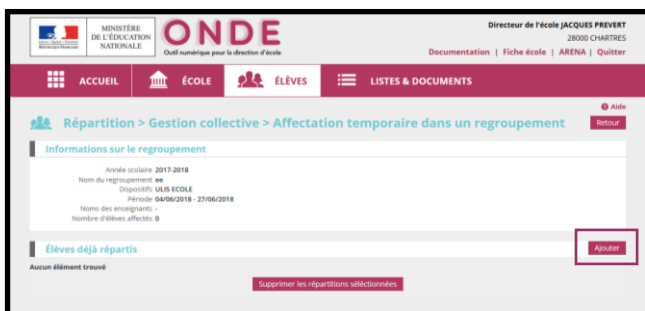 MINISTÈRE
DE L'ÉDUCATION
NATIONALE
ONDE
Outil numérique pour la direction d'école
Directeur de l'école JACQUES PREVERT
28000 CHARTRES
Documentation | Fiche école | ARENA | Quitter
ACCUEIL ÉCOLE ÉLÈVES LISTES & DOCUMENTS
Aide
Répartition > Gestion collective > Affectation temporaire dans un regroupement Retour
Informations sur le regroupement
Année scolaire 2017-2018
Nom du regroupement ee
Dispositifs ULIS ECOLE
Période 04/06/2018 - 27/06/2018
Noms des enseignants -
Nombre d'élèves affectés 0
Élèves déjà répartis Ajouter
Aucun élément trouvé
Supprimer les répartitions séléctionnées